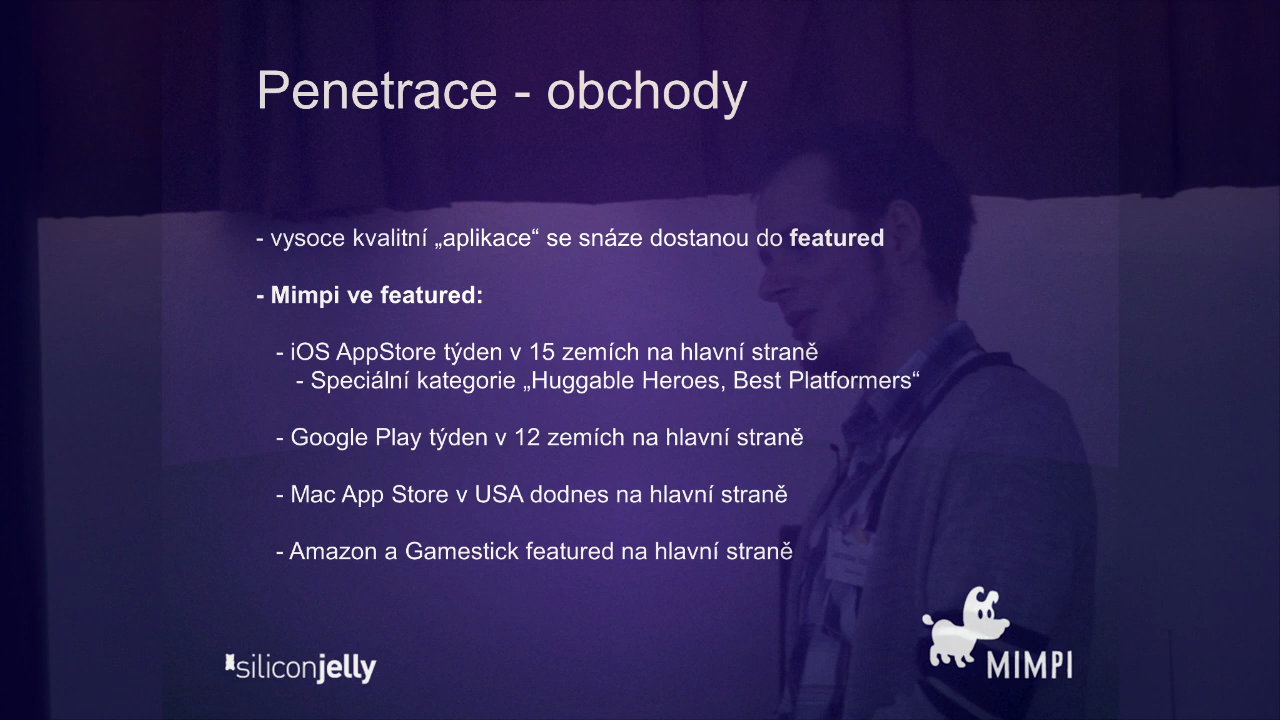 Penetrace - obchody
- vysoce kvalitní „aplikace“ se snáze dostanou do featured
- Mimpi ve featured:
- iOS AppStore týden v 15 zemích na hlavní straně
- Speciální kategorie „Huggable Heroes, Best Platformers“
- Google Play týden v 12 zemích na hlavní straně
- Mac App Store v USA dodnes na hlavní straně
- Amazon a Gamestick featured na hlavní straně
siliconjelly
MIMPI